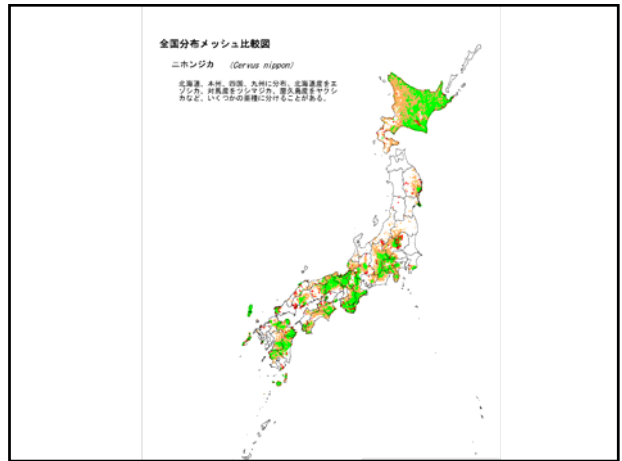 全国分布メッシュ比較図
ニホンジカ (Cervus nippon)
北海道、本州、四国、九州に分布。北海道産をエ
ゾシカ、対馬産をツシマジカ、屋久島産をヤクシ
カなど、いくつかの亜種に分けることがある。